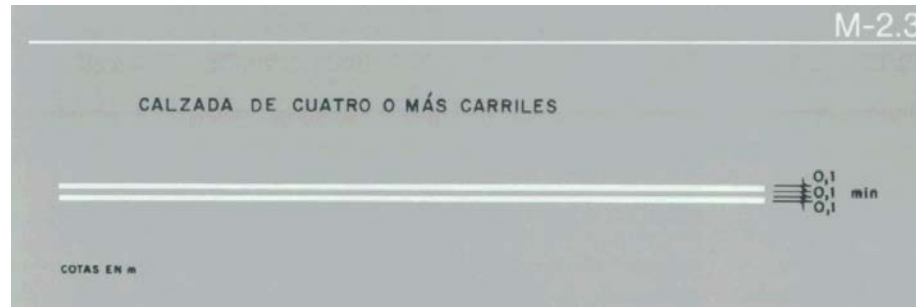 M-2.3
CALZADA DE CUATRO O MÁS CARRILES
0,1
0,1 min
0,1
COTAS EN m